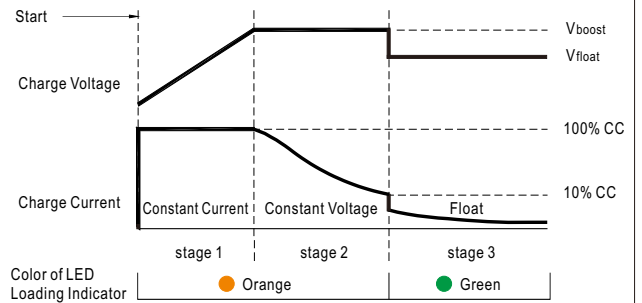 Start
Vboost
Vfloat
Charge Voltage
100% CC
10% CC
Charge Current
Constant Current
Constant Voltage
Float
stage 1
stage 2
stage 3
Color of LED
Loading Indicator
Orange
Green